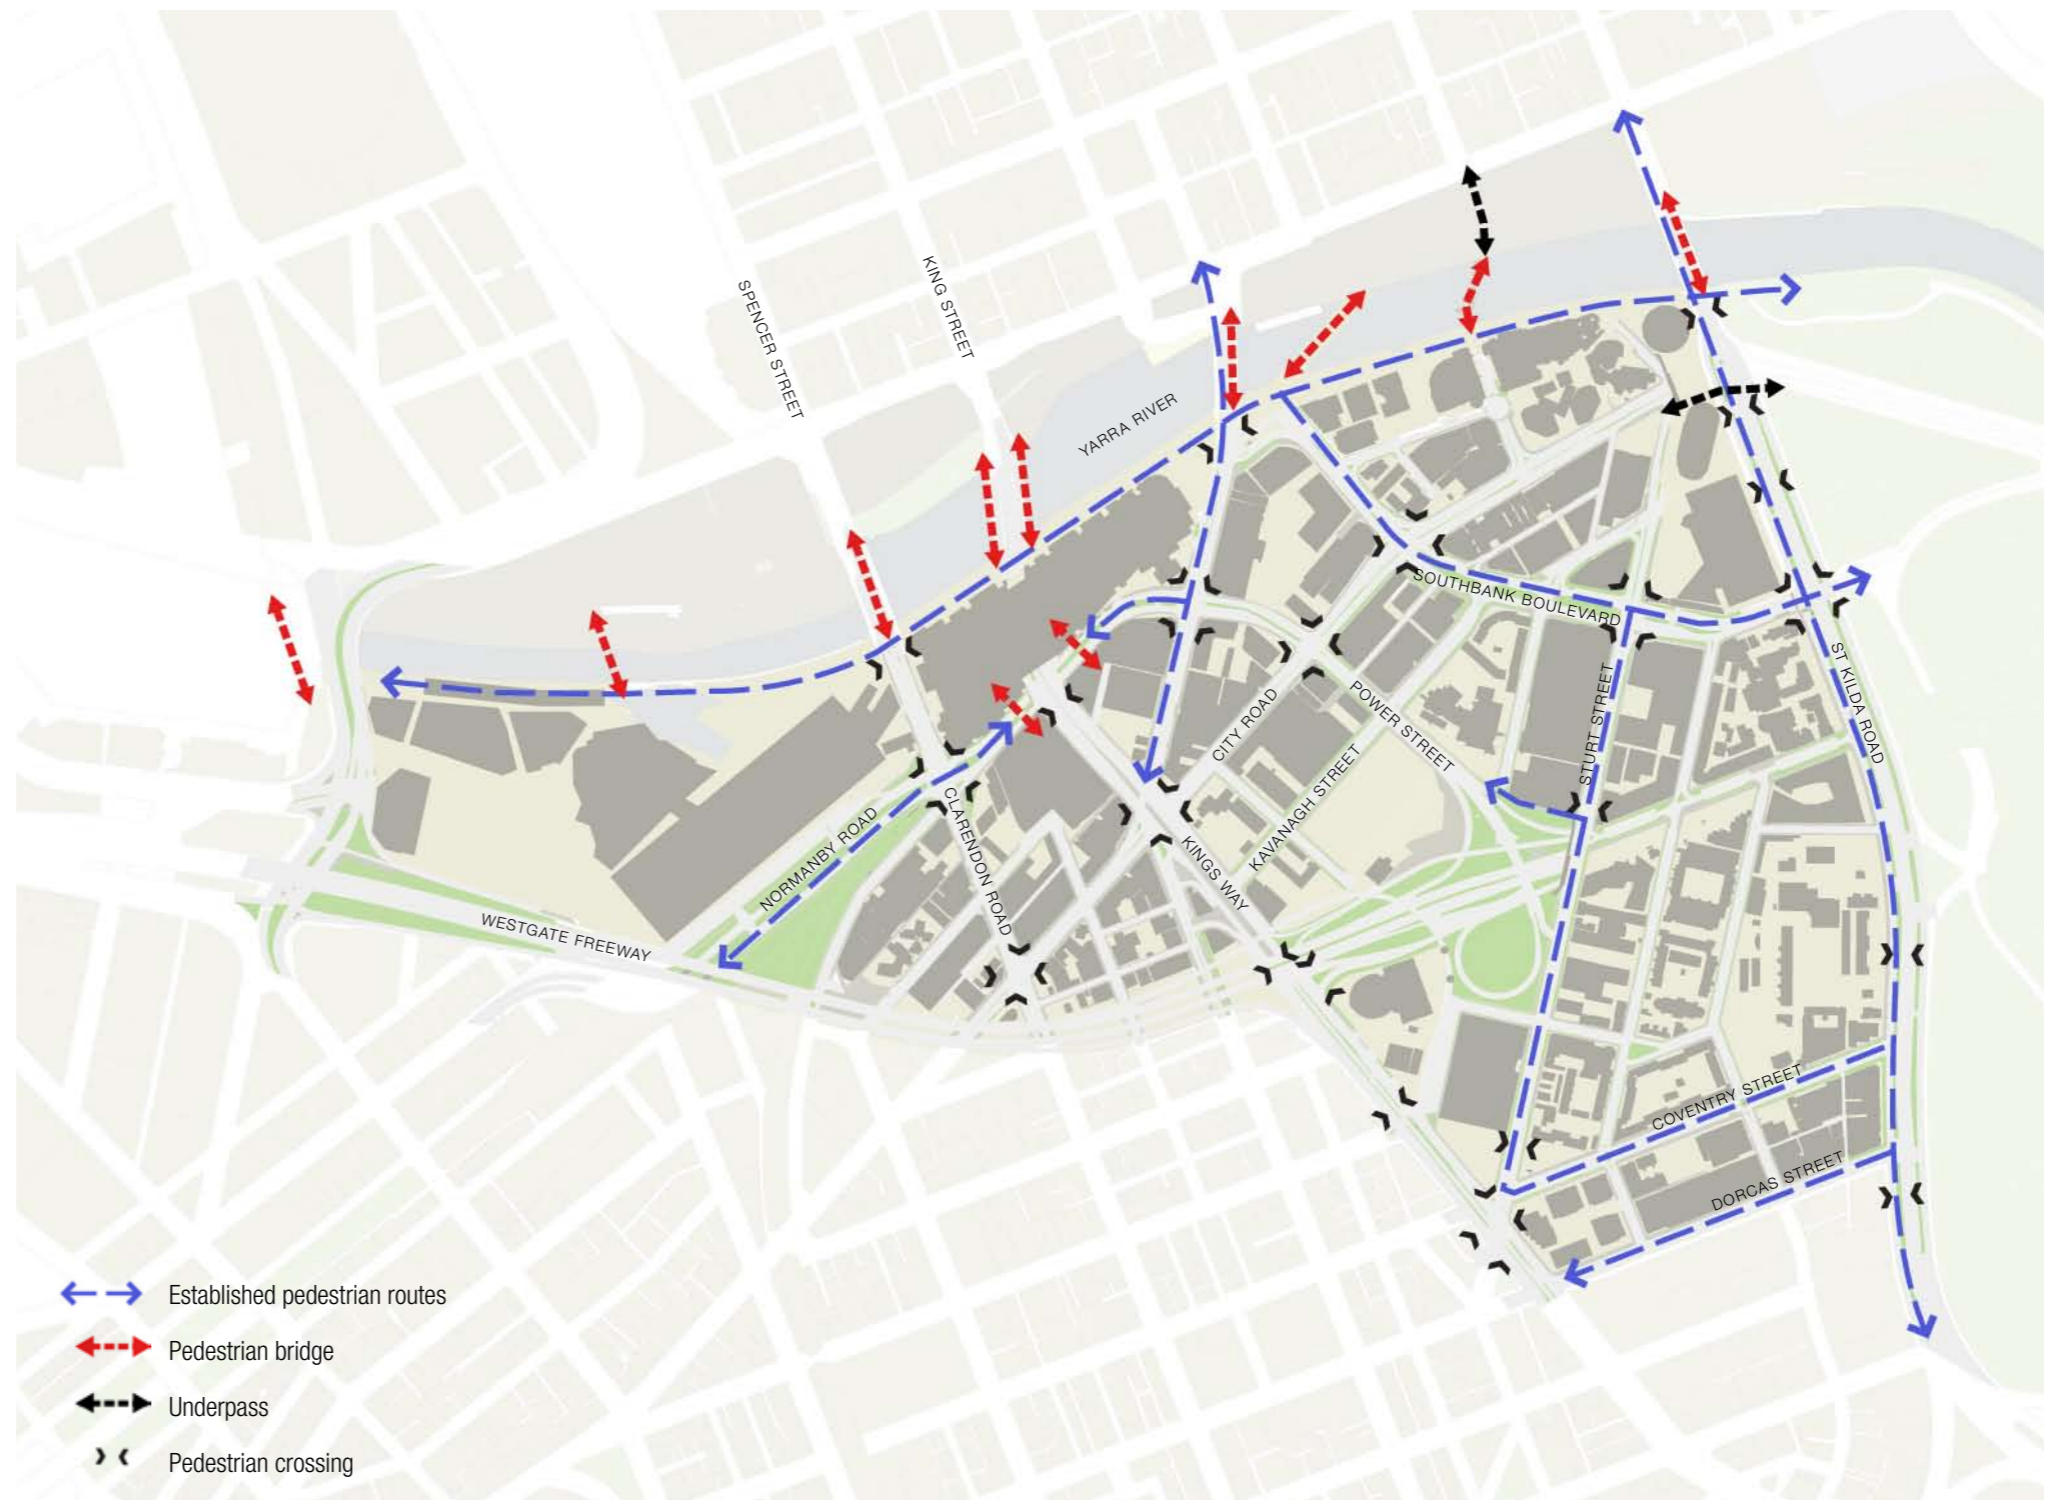 SPENCER STREET
KING STREET
YARRA RIVER
SOUTHBANK BOULEVARD
ST KILDA ROAD
STURT STREET
POWER STREET
CITY ROAD
KAVANAGH STREET
KINGS WAY
CLARENDON ROAD
NORMANBY ROAD
WESTGATE FREEWAY
COVENTRY STREET
DORCAS STREET
Established pedestrian routes
Pedestrian bridge
Underpass
Pedestrian crossing